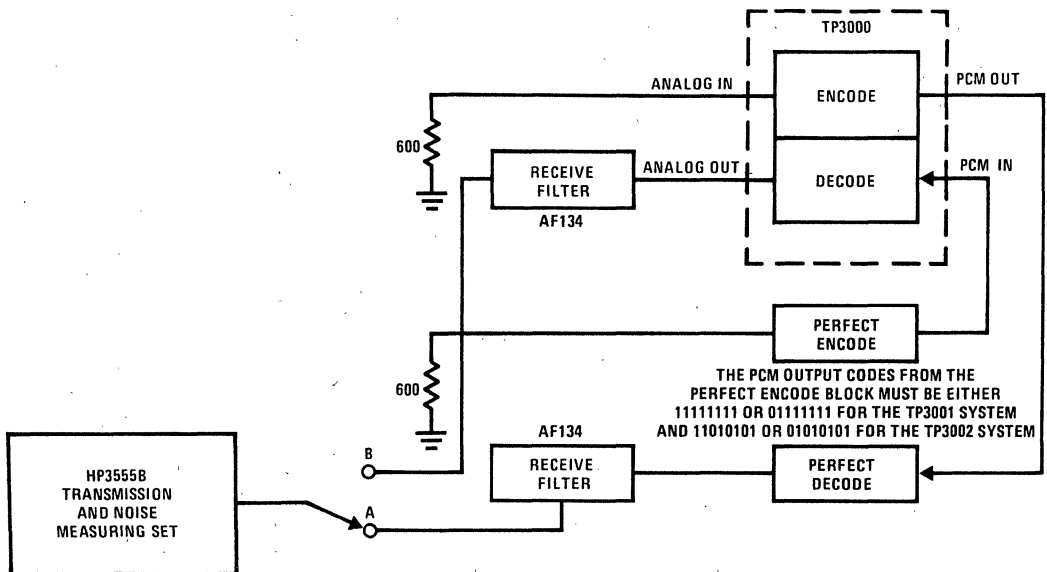 TP3000
ANALOG IN
ENCODE
PCM OUT
600
RECEIVE
FILTER
AF134
ANALOG OUT
DECODE
PCM IN
PERFECT
ENCODE
600
THE PCM OUTPUT CODES FROM THE
PERFECT ENCODE BLOCK MUST BE EITHER
11111111 OR 01111111 FOR THE TP3001 SYSTEM
AND 11010101 OR 01010101 FOR THE TP3002 SYSTEM
AF134
RECEIVE
FILTER
PERFECT
DECODE
B
A
HP3555B
TRANSMISSION
AND NOISE
MEASURING SET